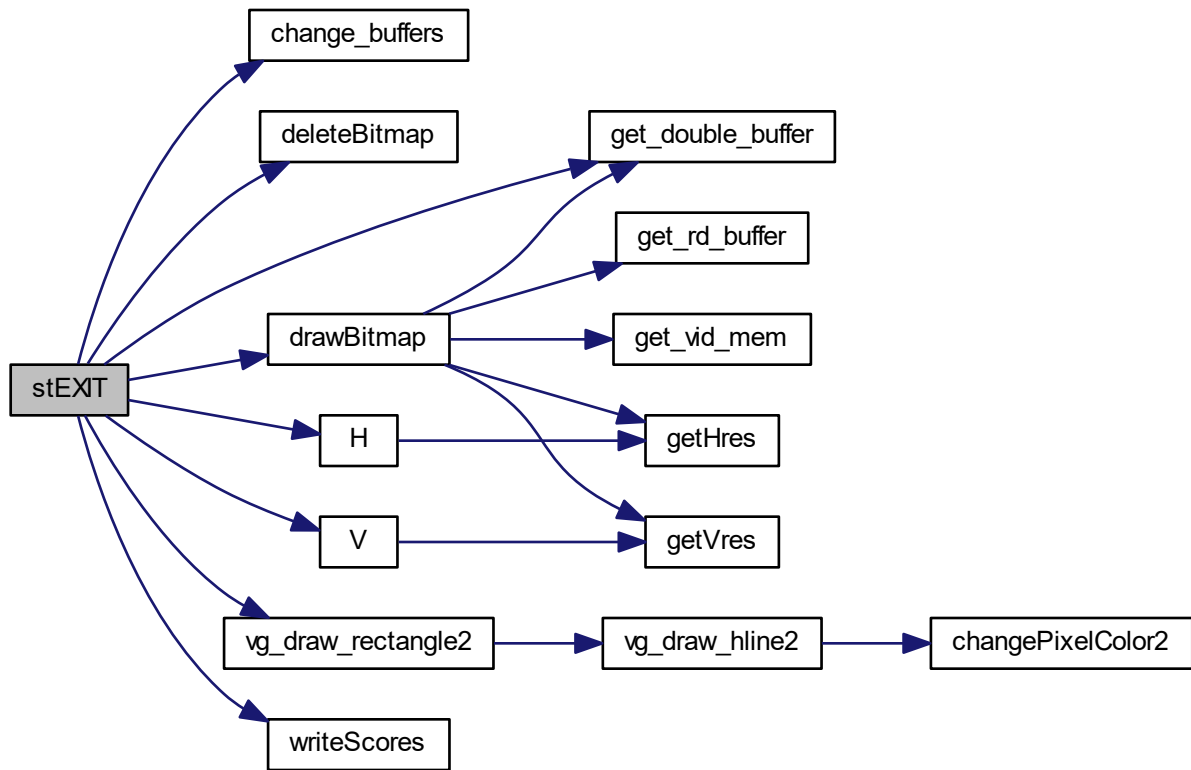 change_buffers
deleteBitmap
get_double_buffer
get_rd_buffer
drawBitmap
get_vid_mem
stEXIT
H
getHres
V
getVres
vg_draw_rectangle2
vg_draw_hline2
changePixelColor2
writeScores